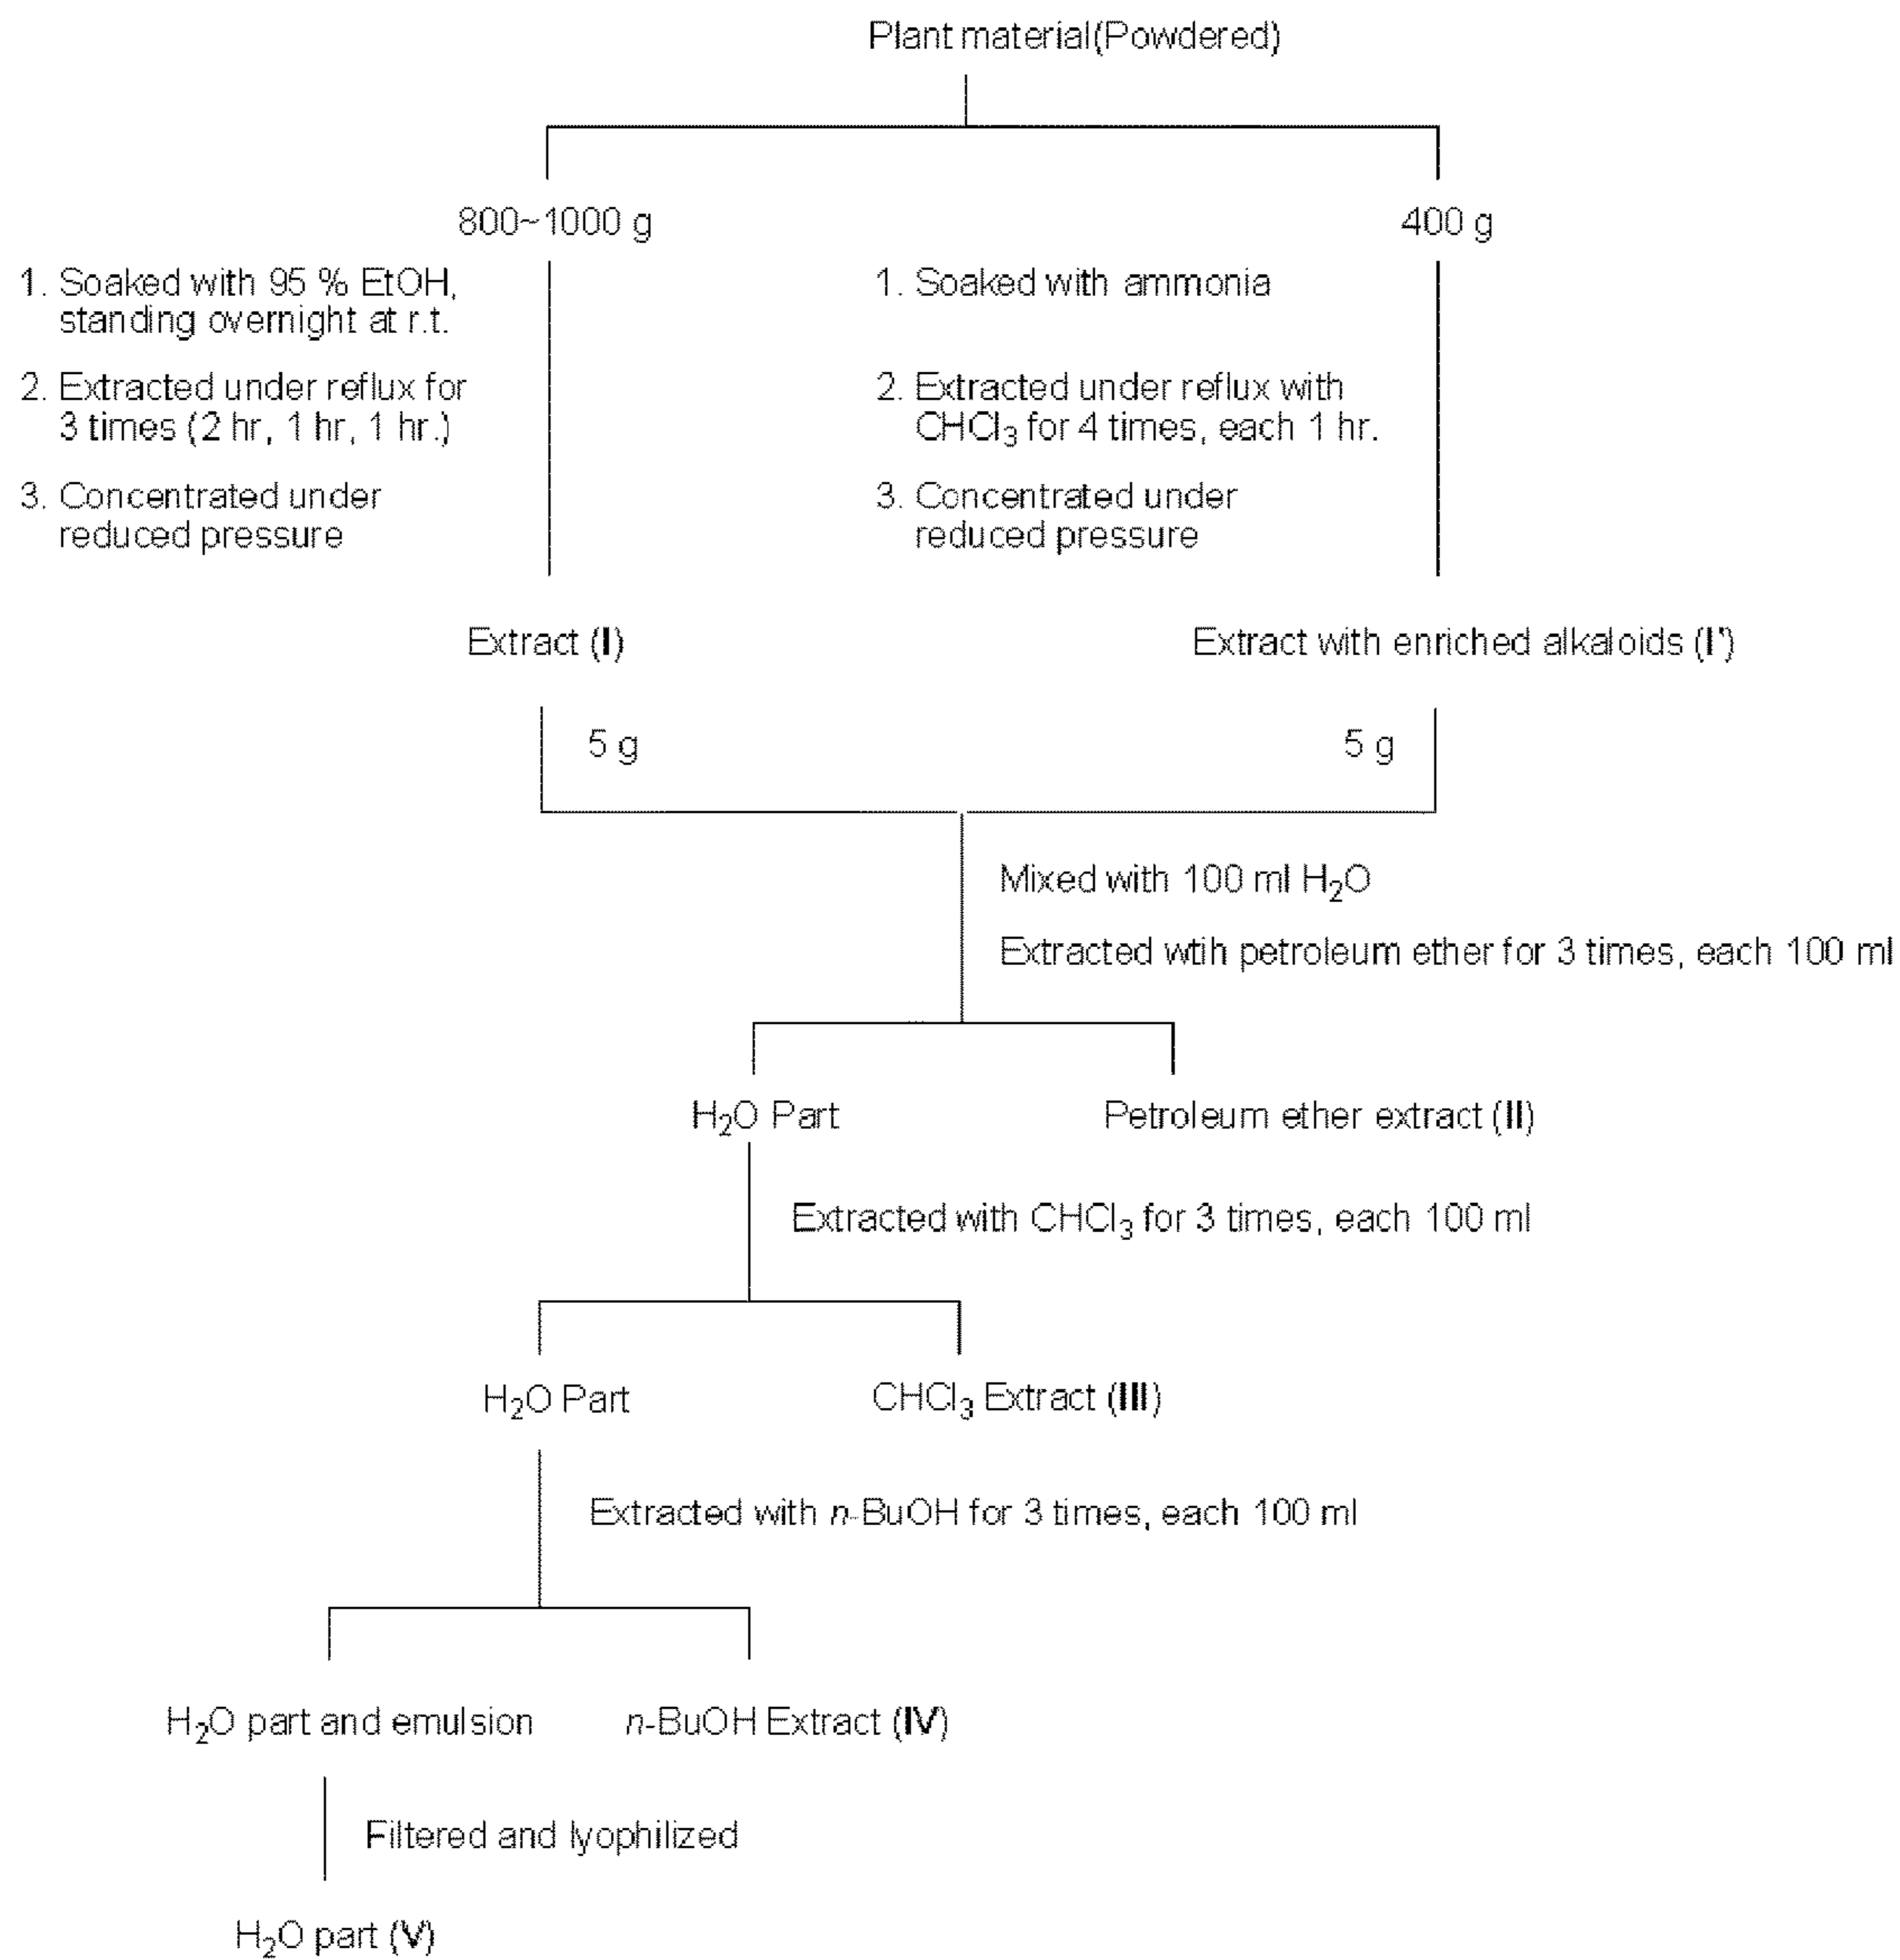 Plant material(Powdered)
800~1000 g
400 g
1. Soaked with 95 % EtOH,
standing overnight at r.t.
2. Extracted under reflux for
3 times (2 hr, 1 hr, 1 hr.)
3. Concentrated under
reduced pressure
1. Soaked with ammonia
2. Extracted under reflux with
CHCl₃ for 4 times, each 1 hr.
3. Concentrated under
reduced pressure
Extract (I)
Extract with enriched alkaloids (I')
5 g
5 g
Mixed with 100 ml H₂O
Extracted wtih petroleum ether for 3 times, each 100 ml
H₂O Part
Petroleum ether extract (II)
Extracted with CHCl₃ for 3 times, each 100 ml
H₂O Part
CHCl₃ Extract (III)
Extracted with n-BuOH for 3 times, each 100 ml
H₂O part and emulsion
n-BuOH Extract (IV)
Filtered and lyophilized
H₂O part (V)